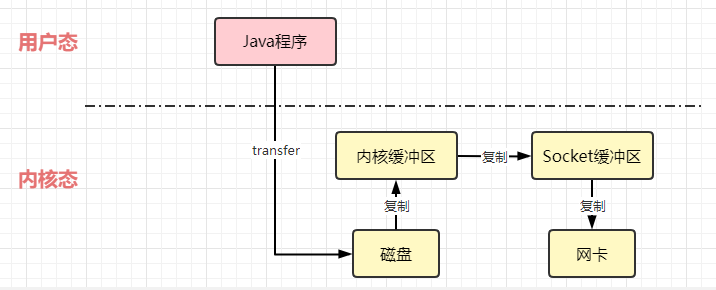 用户态
Java程序
transfer
内核态
内核缓冲区
复制
Socket缓冲区
复制
复制
磁盘
网卡